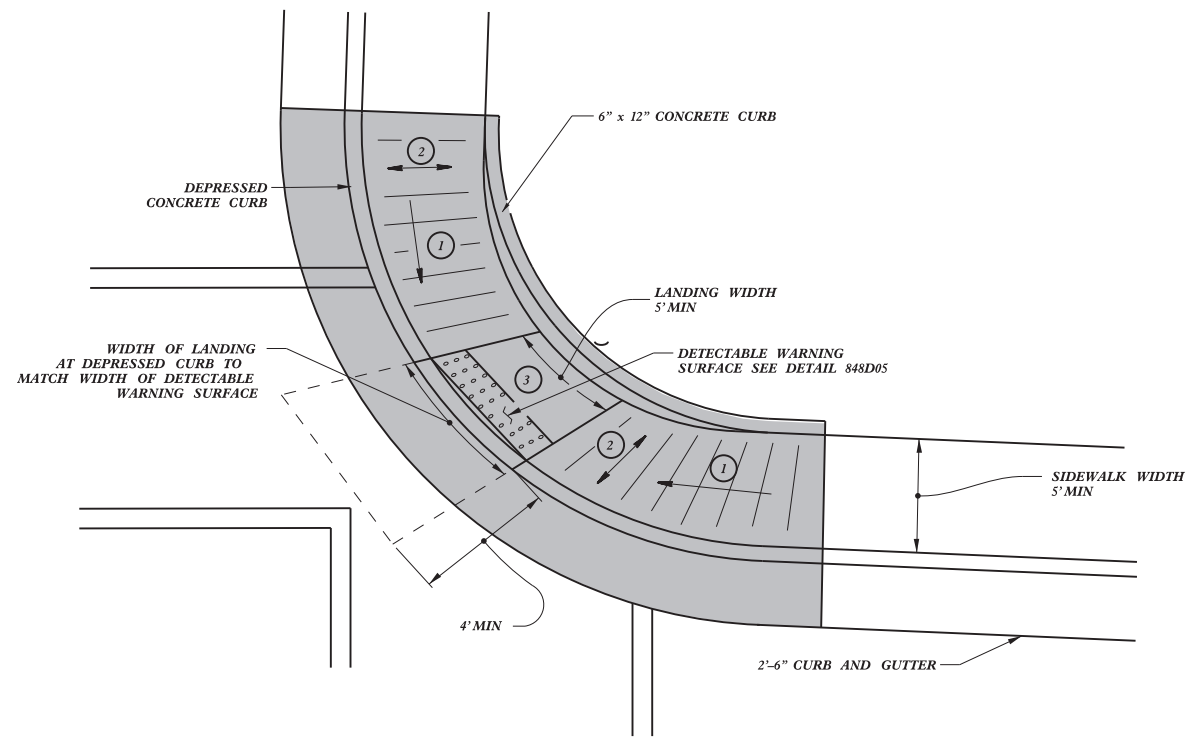 6” x 12” CONCRETE CURB
2
DEPRESSED
CONCRETE CURB
1
LANDING WIDTH
5’ MIN
WIDTH OF LANDING
AT DEPRESSED CURB TO
MATCH WIDTH OF DETECTABLE
WARNING SURFACE
DETECTABLE WARNING
SURFACE SEE DETAIL 848D05
3
2
1
SIDEWALK WIDTH
5’ MIN
4’ MIN
2’–6” CURB AND GUTTER